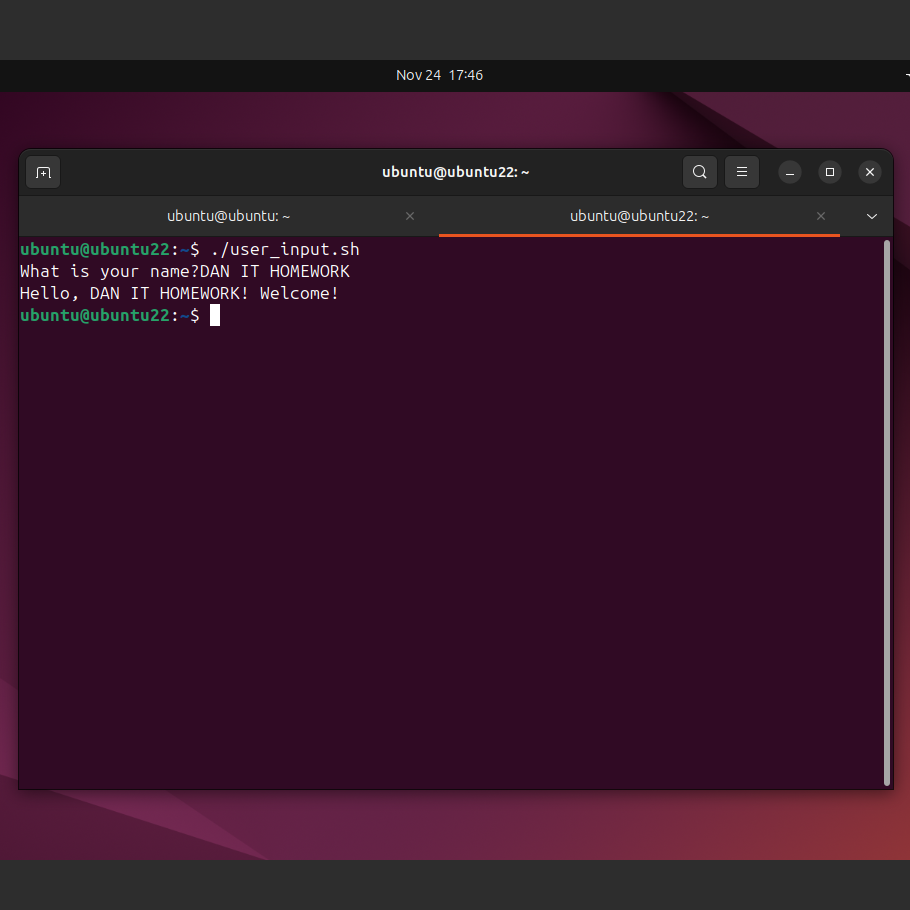 Nov 24 17:46
ubuntu@ubuntu22: ~
ubuntu@ubuntu: ~
ubuntu@ubuntu22: ~
ubuntu@ubuntu22:~$ ./user_input.sh
What is your name?DAN IT HOMEWORK
Hello, DAN IT HOMEWORK! Welcome!
ubuntu@ubuntu22:~$